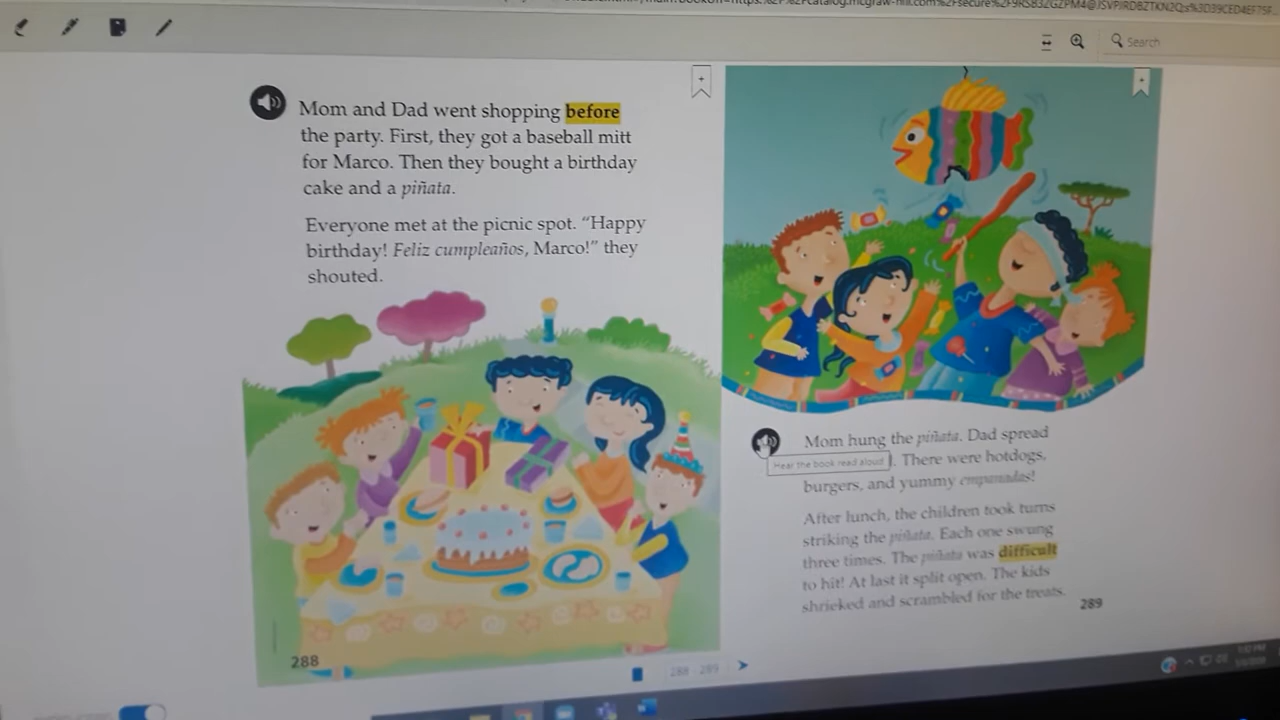 Search
Mom and Dad went shopping before
the party. First, they got a baseball mitt
for Marco. Then they bought a birthday
cake and a piñata.
Everyone met at the picnic spot. “Happy
birthday! Feliz cumpleaños, Marco!” they
shouted.
288
Mom hung the piñata. Dad spread
Hear the book read aloud
. There were hotdogs,
burgers, and yummy empanadas!
After lunch, the children took turns
striking the piñata. Each one swung
three times. The piñata was difficult
to hit! At last it split open. The kids
shrieked and scrambled for the treats.
289
288 - 289